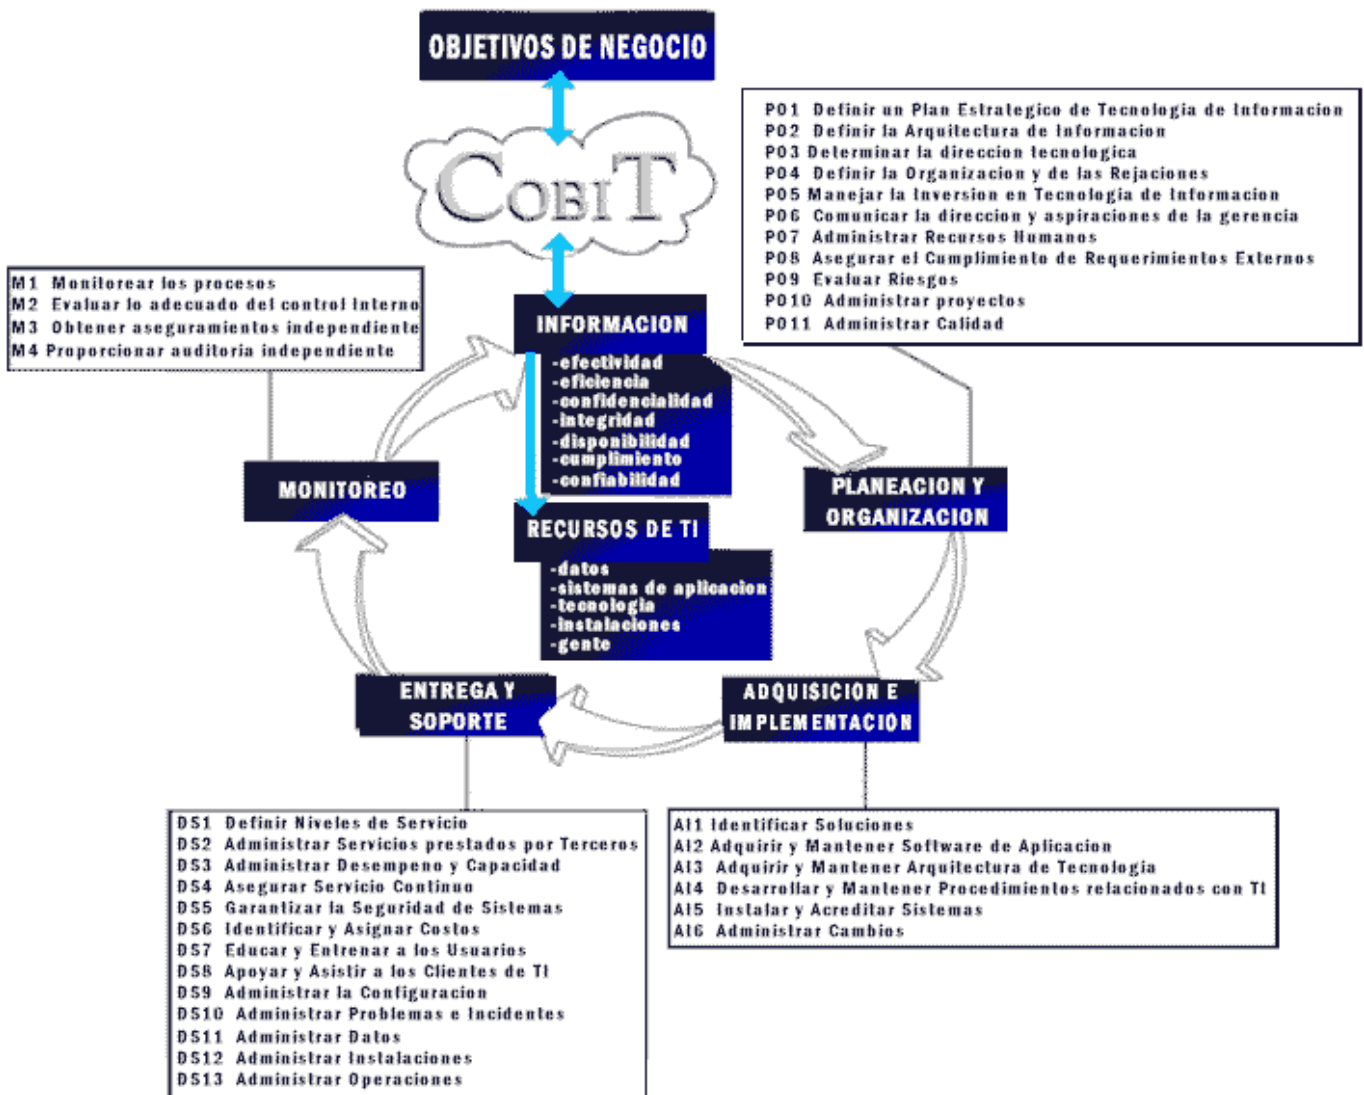 OBJETIVOS DE NEGOCIO
COBIT
PO1 Definir un Plan Estrategico de Tecnologia de Informacion
PO2 Definir la Arquitectura de Informacion
PO3 Determinar la direccion tecnologica
PO4 Definir la Organizacion y de las Rejaciones
PO5 Manejar la Inversion en Tecnologia de Informacion
PO6 Comunicar la direccion y aspiraciones de la gerencia
PO7 Administrar Recursos Humanos
PO8 Asegurar el Cumplimiento de Requerimientos Externos
PO9 Evaluar Riesgos
PO10 Administrar proyectos
PO11 Administrar Calidad
M1 Monitorear los procesos
M2 Evaluar lo adecuado del control Interno
M3 Obtener aseguramientos independiente
M4 Proporcionar auditoria independiente
INFORMACION
-efectividad
-eficiencia
-confidencialidad
-integridad
-disponibilidad
-cumplimiento
-confiabilidad
MONITOREO
PLANEACION Y
ORGANIZACION
RECURSOS DE TI
-datos
-sistemas de aplicacion
-tecnologia
-instalaciones
-gente
ENTREGA Y
SOPORTE
ADQUISICION E
IMPLEMENTACION
DS1 Definir Niveles de Servicio
DS2 Administrar Servicios prestados por Terceros
DS3 Administrar Desempeno y Capacidad
DS4 Asegurar Servicio Continuo
DS5 Garantizar la Seguridad de Sistemas
DS6 Identificar y Asignar Costos
DS7 Educar y Entrenar a los Usuarios
DS8 Apoyar y Asistir a los Clientes de TI
DS9 Administrar la Configuracion
DS10 Administrar Problemas e Incidentes
DS11 Administrar Datos
DS12 Administrar Instalaciones
DS13 Administrar Operaciones
AI1 Identificar Soluciones
AI2 Adquirir y Mantener Software de Aplicacion
AI3 Adquirir y Mantener Arquitectura de Tecnologia
AI4 Desarrollar y Mantener Procedimientos relacionados con TI
AI5 Instalar y Acreditar Sistemas
AI6 Administrar Cambios